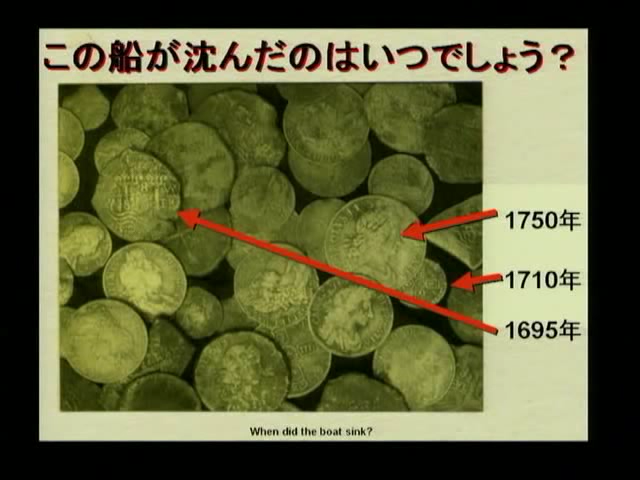 この船が沈んだのはいつでしょう？
1750年
1710年
1695年
When did the boat sink?